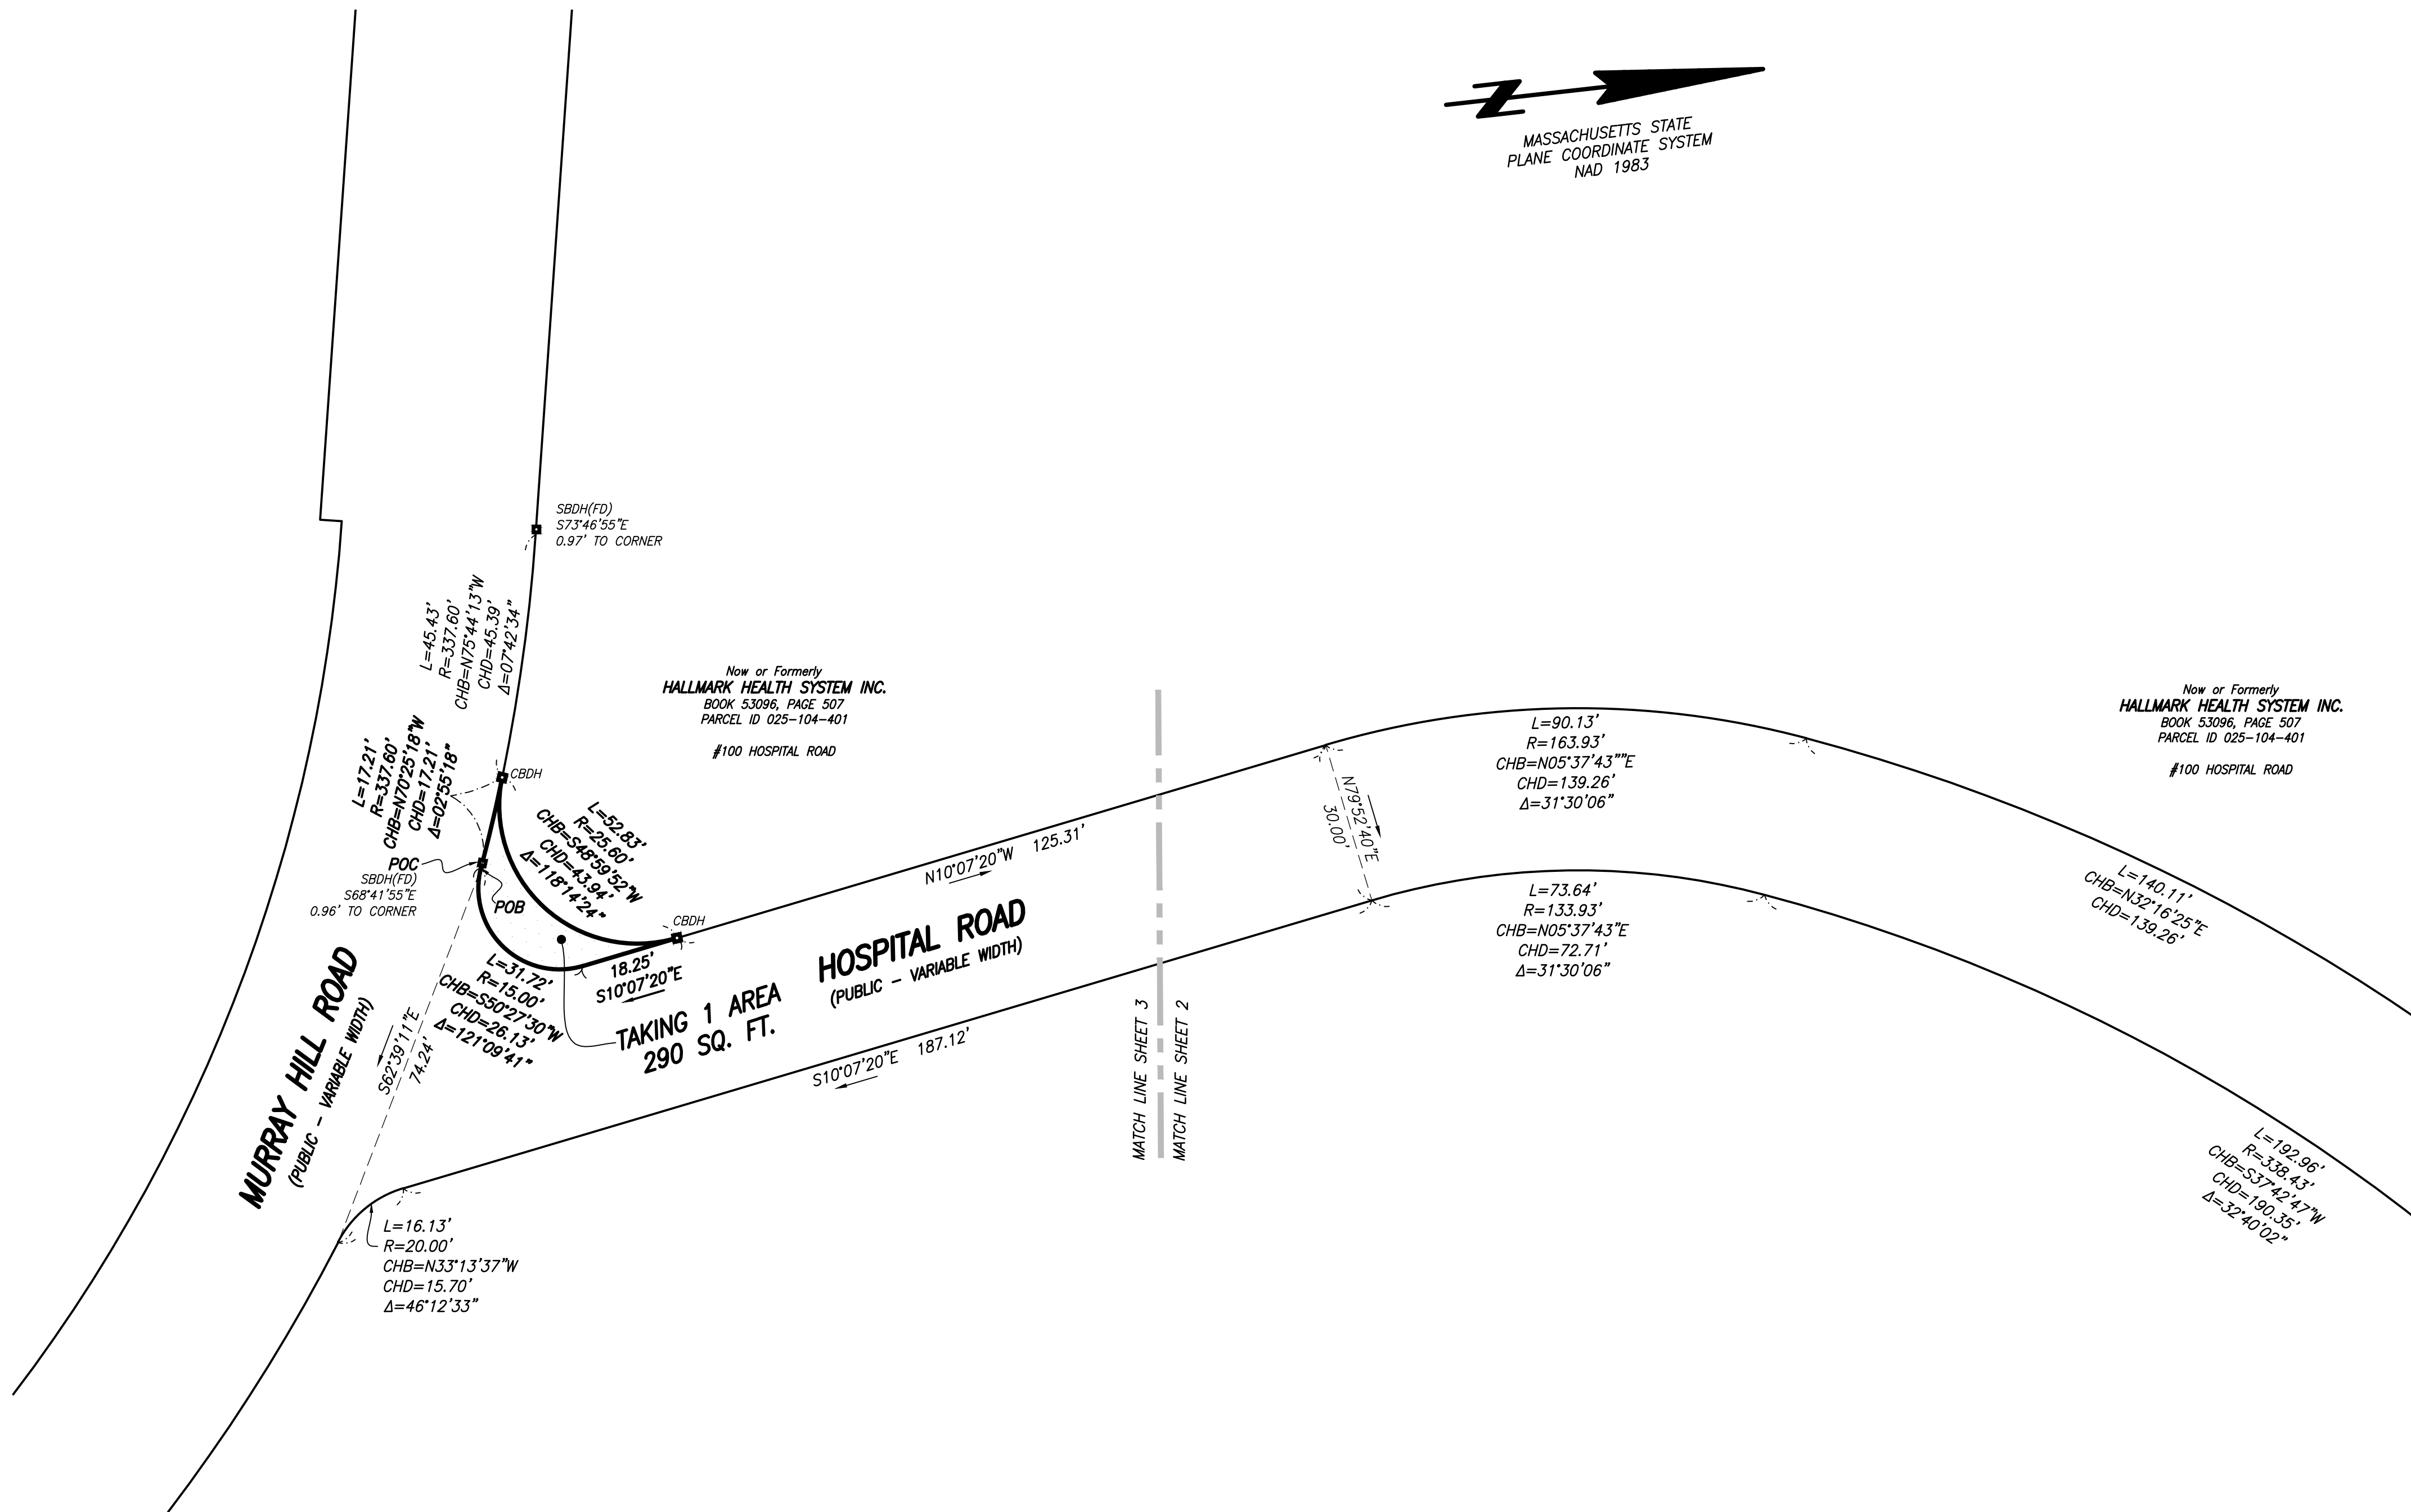 MASSACHUSETTS STATE
PLANE COORDINATE SYSTEM
NAD 1983
SBDH(FD)
S73°46'55"E
0.97' TO CORNER
L=45.43'
R=337.60'
CHB=N75°44'13"W
CHD=45.39'
Δ=07°42'34"
Now or Formerly
HALLMARK HEALTH SYSTEM INC.
BOOK 53096, PAGE 507
PARCEL ID 025-104-401
#100 HOSPITAL ROAD
Now or Formerly
HALLMARK HEALTH SYSTEM INC.
BOOK 53096, PAGE 507
PARCEL ID 025-104-401
#100 HOSPITAL ROAD
L=17.21'
R=337.60'
CHB=N70°25'18"W
CHD=17.21'
Δ=02°55'18"
CBDH
L=52.83'
R=25.60'
CHB=S48°59'52"W
CHD=43.94'
Δ=118°14'24"
POC
SBDH(FD)
S68°41'55"E
0.96' TO CORNER
POB
CBDH
L=31.72'
R=15.00'
CHB=S50°27'30"W
CHD=26.13'
Δ=121°09'41"
18.25'
S10°07'20"E
TAKING 1 AREA
290 SQ. FT.
HOSPITAL ROAD
(PUBLIC - VARIABLE WIDTH)
N10°07'20"W 125.31'
S10°07'20"E 187.12'
MURRAY HILL ROAD
(PUBLIC - VARIABLE WIDTH)
S62°39'11"E
74.24'
L=16.13'
R=20.00'
CHB=N33°13'37"W
CHD=15.70'
Δ=46°12'33"
MATCH LINE SHEET 3
MATCH LINE SHEET 2
N79°52'40"E
30.00'
L=90.13'
R=163.93'
CHB=N05°37'43""E
CHD=139.26'
Δ=31°30'06"
L=73.64'
R=133.93'
CHB=N05°37'43"E
CHD=72.71'
Δ=31°30'06"
L=140.11'
CHB=N32°16'25"E
CHD=139.26'
L=192.96'
R=338.43'
CHB=S37°42'47"W
CHD=190.35'
Δ=32°40'02"